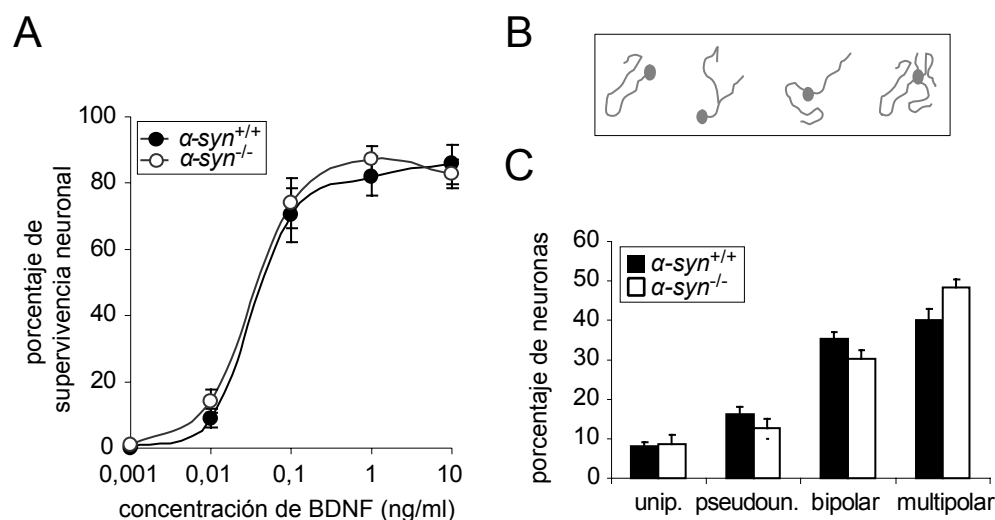 A
α-syn+/+
α-syn-/-
porcentaje de
supervivencia neuronal
100
80
60
40
20
0
0,001 0,01 0,1 1 10
concentración de BDNF (ng/ml)
B
C
α-syn+/+
α-syn-/-
porcentaje de neuronas
60
50
40
30
20
10
0
unip. pseudoun. bipolar multipolar